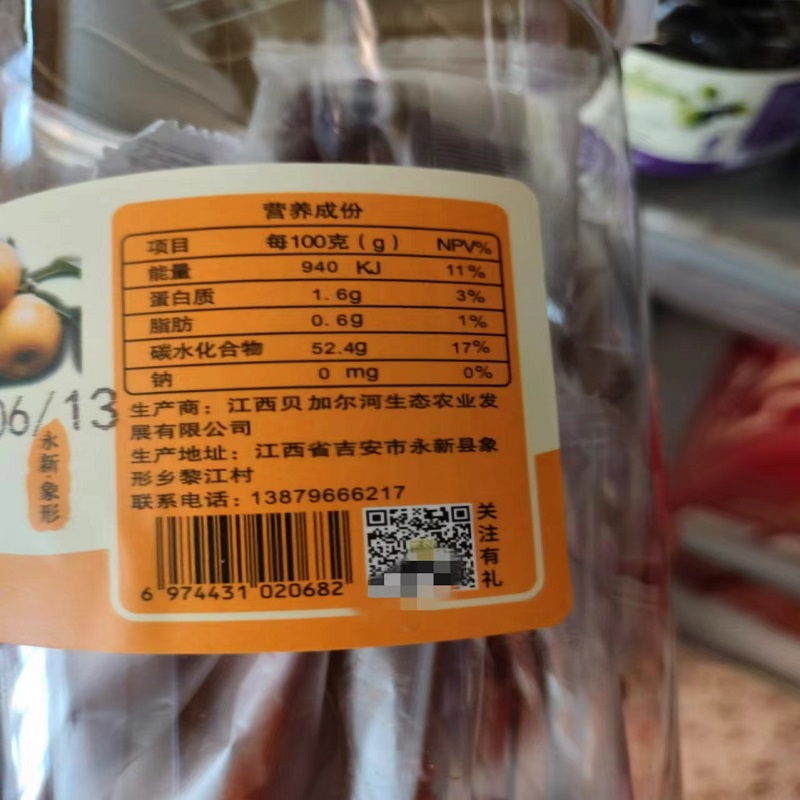 营养成份
项目 每100克(g) NPV%
能量 940 KJ 11%
蛋白质 1.6g 3%
脂肪 0.6g 1%
碳水化合物 52.4g 17%
钠 0 mg 0%
生产商：江西贝加尔河生态农业发
展有限公司
生产地址：江西省吉安市永新县象
形乡黎江村
联系电话：13879666217
关注有礼
6 974431 020682
06/13
永新·象形